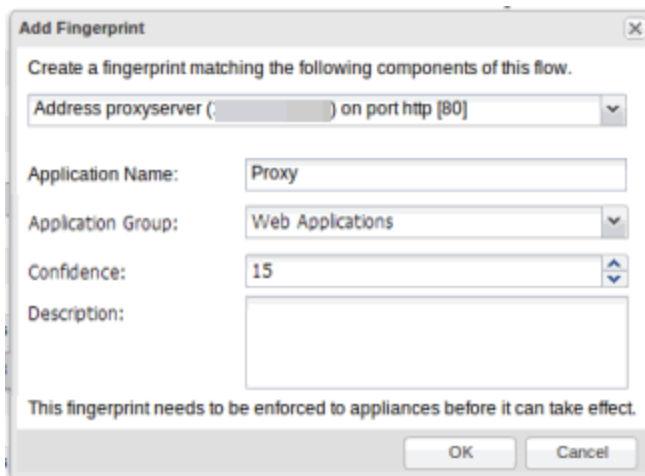 Add Fingerprint
Create a fingerprint matching the following components of this flow.
Address proxyserver ( ) on port http [80]
Application Name: Proxy
Application Group: Web Applications
Confidence: 15
Description:
This fingerprint needs to be enforced to appliances before it can take effect.
OK Cancel